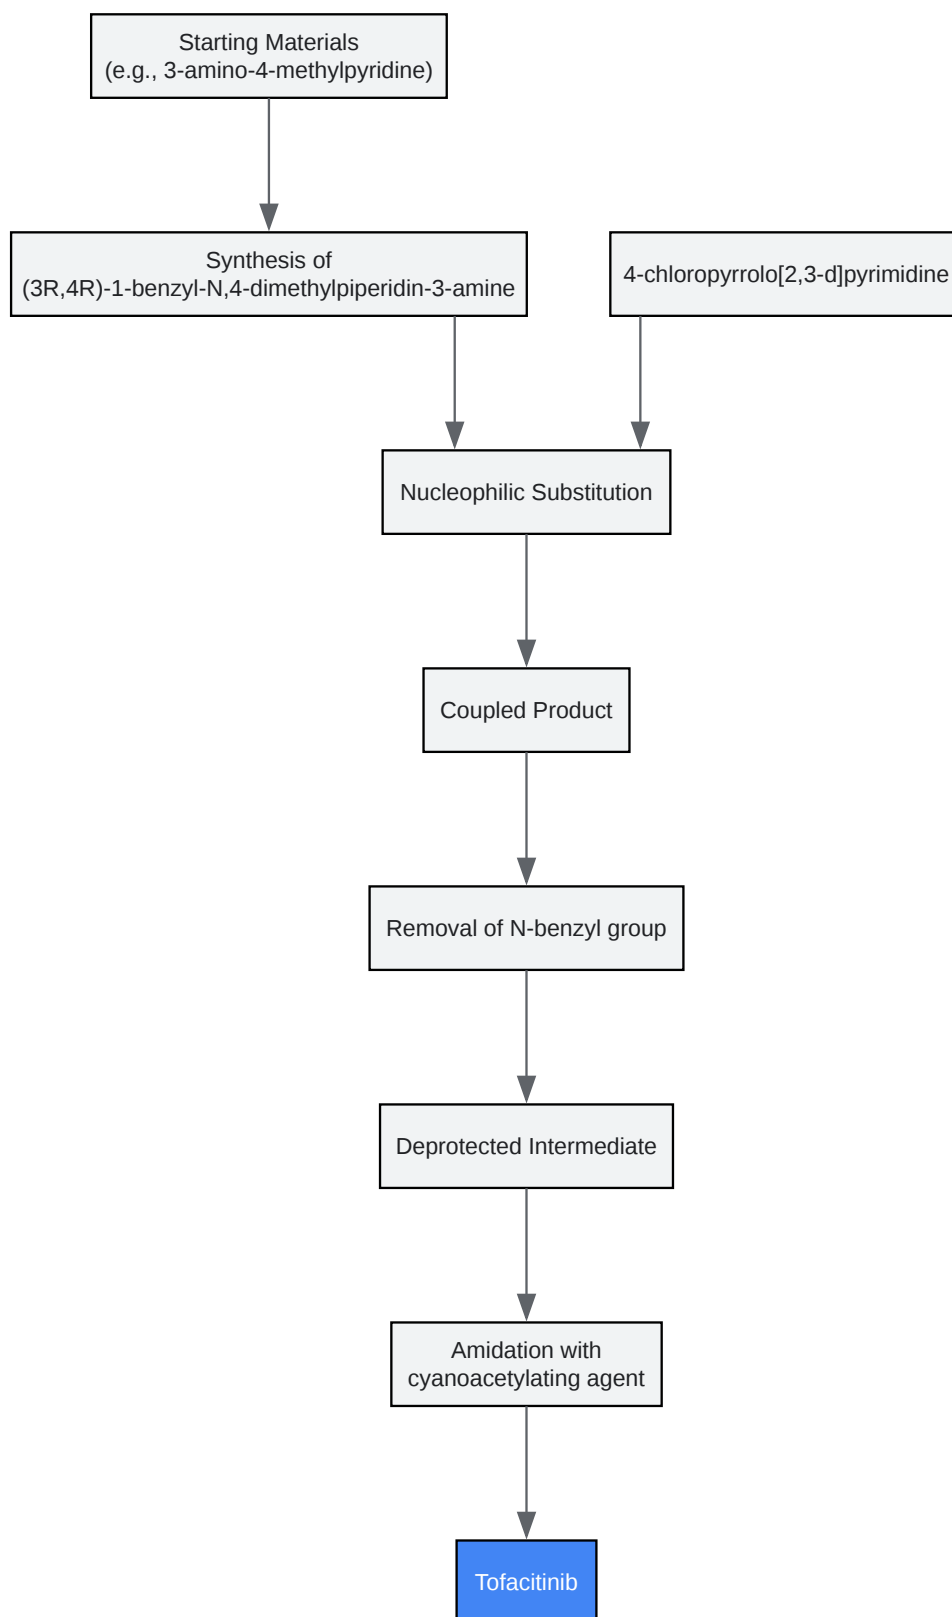 Starting Materials
(e.g., 3-amino-4-methylpyridine)
Synthesis of
(3R,4R)-1-benzyl-N,4-dimethylpiperidin-3-amine
4-chloropyrrolo[2,3-d]pyrimidine
Nucleophilic Substitution
Coupled Product
Removal of N-benzyl group
Deprotected Intermediate
Amidation with
cyanoacetylating agent
Tofacitinib